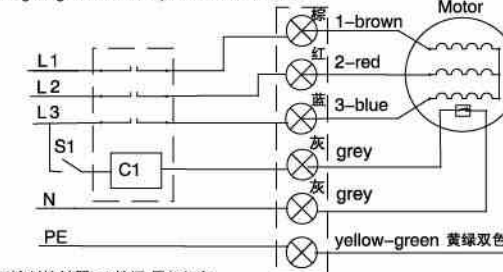 Motor
棕 1-brown
红 2-red
L1
L2
蓝 3-blue
L3
S1
C1
灰 grey
灰 grey
N
PE
yellow-green 黄绿双色